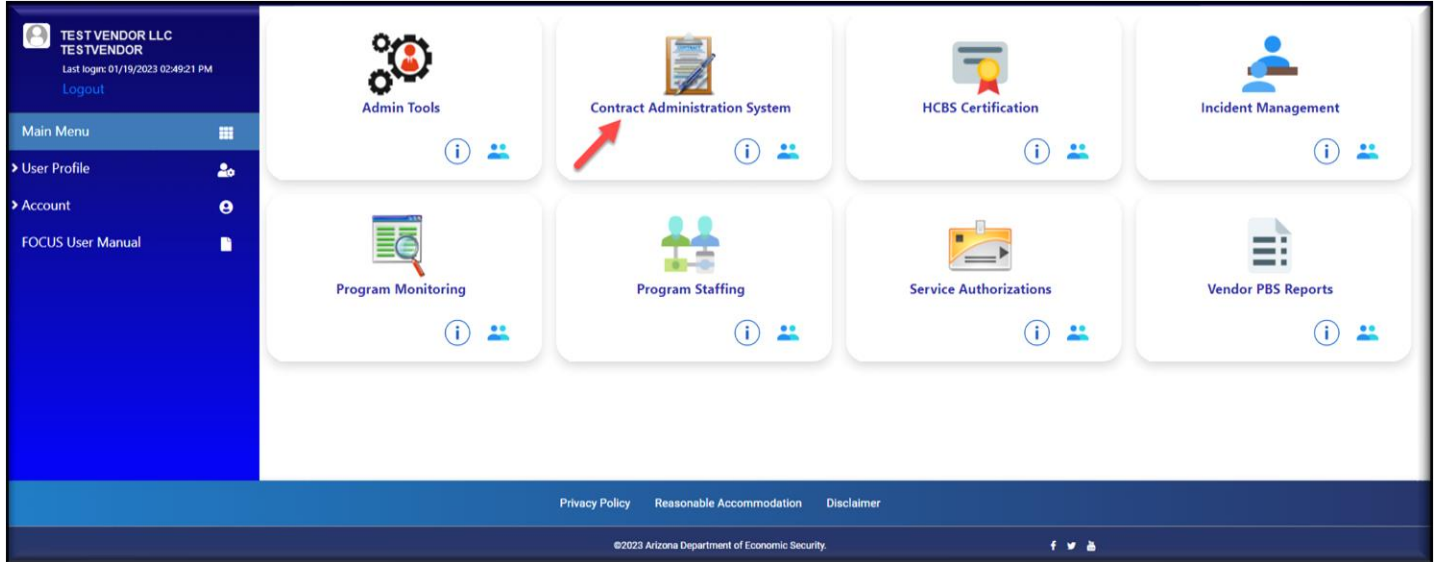 TEST VENDOR LLC
TESTVENDOR
Last login: 01/19/2023 02:49:21 PM
Logout
Main Menu
User Profile
Account
FOCUS User Manual
Admin Tools
CONTRACT
Contract Administration System
HCBS Certification
Incident Management
Program Monitoring
Program Staffing
Service Authorizations
Vendor PBS Reports
Privacy Policy Reasonable Accommodation Disclaimer
©2023 Arizona Department of Economic Security.